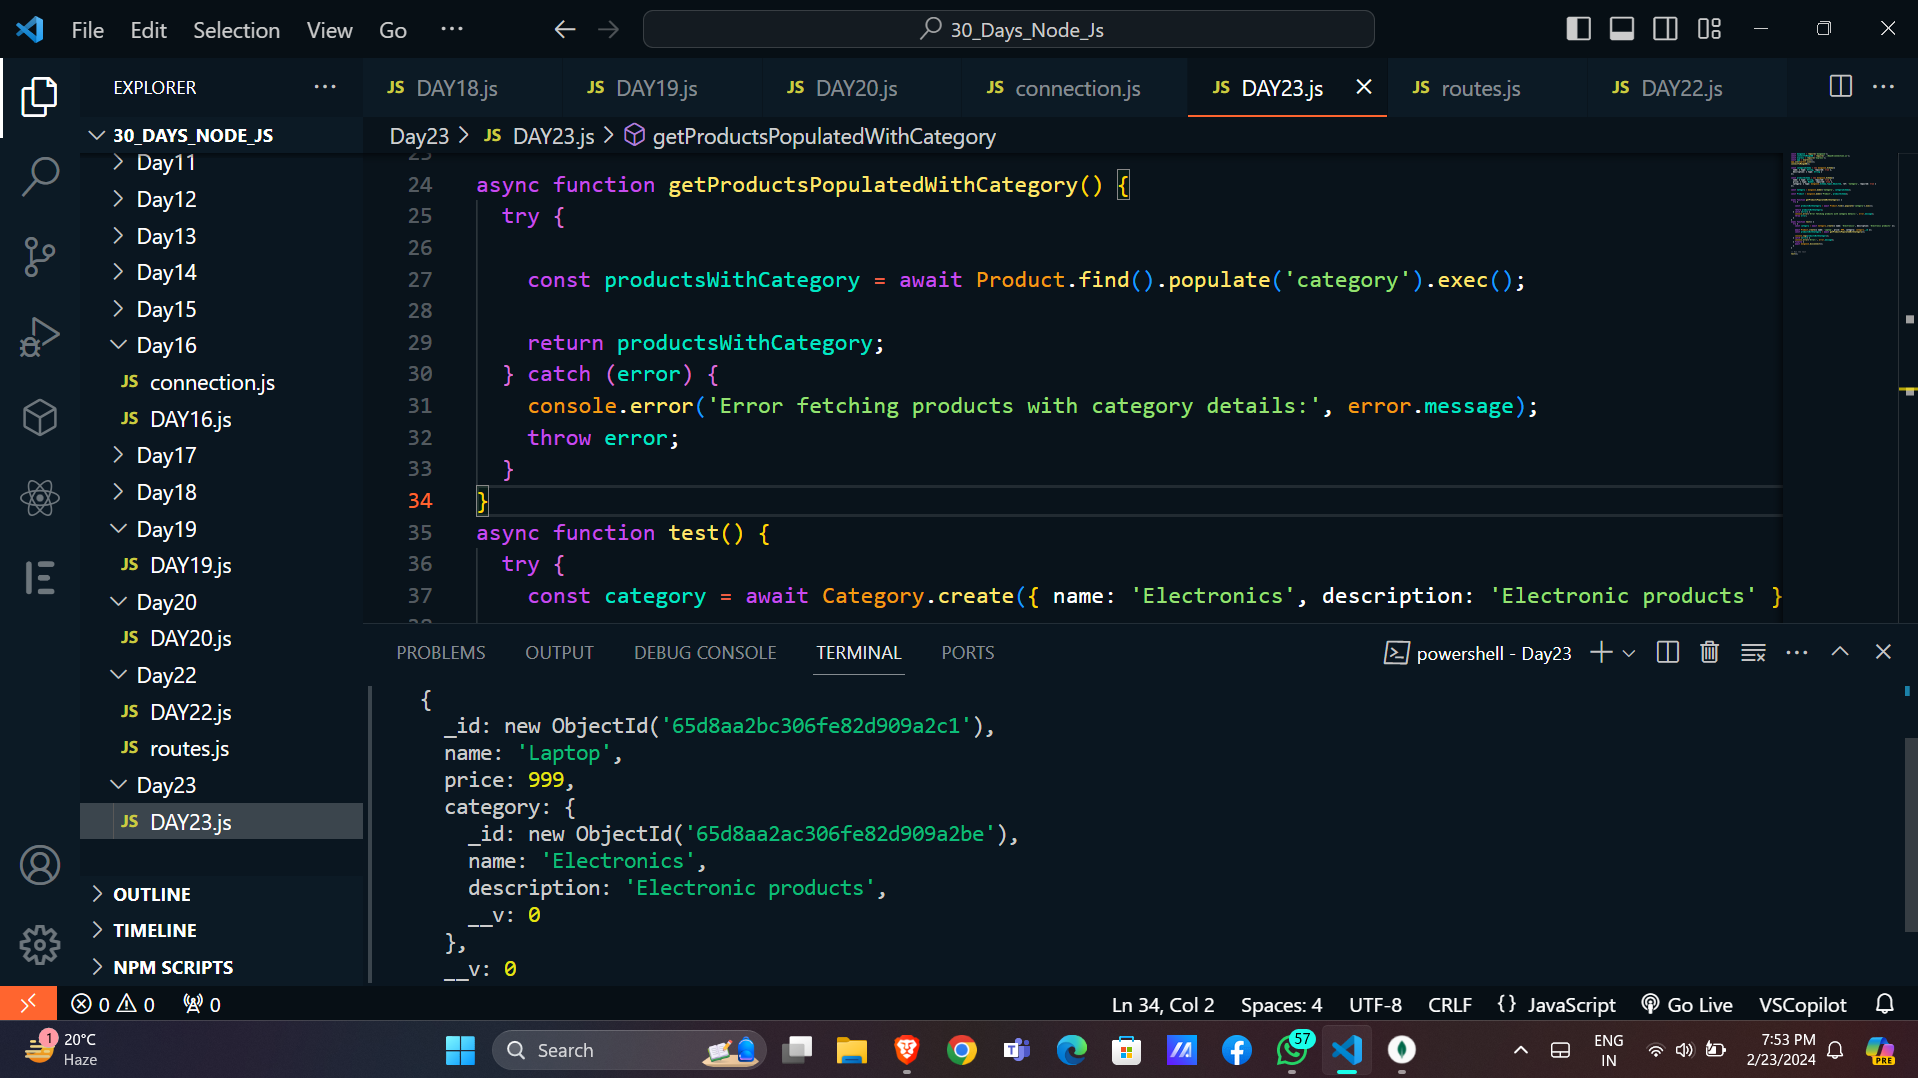 File Edit Selection View Go ···
30_Days_Node_Js
EXPLORER
JS DAY18.js
JS DAY19.js
JS DAY20.js
JS connection.js
JS DAY23.js
JS routes.js
JS DAY22.js
30_DAYS_NODE_JS
Day23 > JS DAY23.js > getProductsPopulatedWithCategory
Day11
Day12
Day13
Day14
Day15
Day16
JS connection.js
JS DAY16.js
Day17
Day18
Day19
JS DAY19.js
Day20
JS DAY20.js
Day22
JS DAY22.js
JS routes.js
Day23
JS DAY23.js
OUTLINE
TIMELINE
NPM SCRIPTS
23
24 async function getProductsPopulatedWithCategory() {
25 try {
26
27 const productsWithCategory = await Product.find().populate('category').exec();
28
29 return productsWithCategory;
30 } catch (error) {
31 console.error('Error fetching products with category details:', error.message);
32 throw error;
33 }
34 }
35 async function test() {
36 try {
37 const category = await Category.create({ name: 'Electronics', description: 'Electronic products' }
38
PROBLEMS OUTPUT DEBUG CONSOLE TERMINAL PORTS
powershell - Day23
{
_id: new ObjectId('65d8aa2bc306fe82d909a2c1'),
name: 'Laptop',
price: 999,
category: {
_id: new ObjectId('65d8aa2ac306fe82d909a2be'),
name: 'Electronics',
description: 'Electronic products',
__v: 0
},
__v: 0
0 0 0
Ln 34, Col 2 Spaces: 4 UTF-8 CRLF {} JavaScript Go Live VSCopilot
1
20°C
Haze
Search
57
ENG
IN
7:53 PM
2/23/2024
PRE